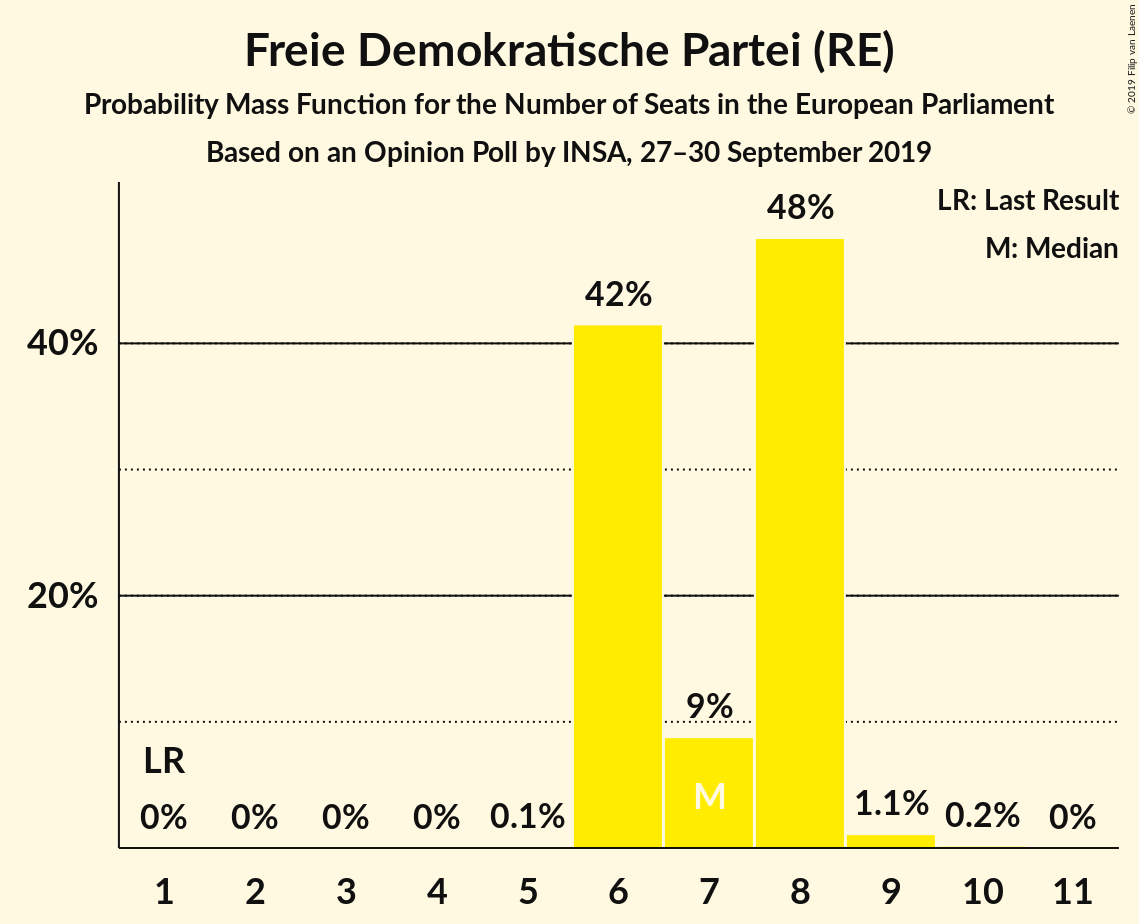 Freie Demokratische Partei (RE)
Probability Mass Function for the Number of Seats in the European Parliament
Based on an Opinion Poll by INSA, 27–30 September 2019
© 2019 Filip van Laenen
LR: Last Result
M: Median
40%
20%
LR
0%
0%
0%
0%
0.1%
42%
9%
M
48%
1.1%
0.2%
0%
1 2 3 4 5 6 7 8 9 10 11